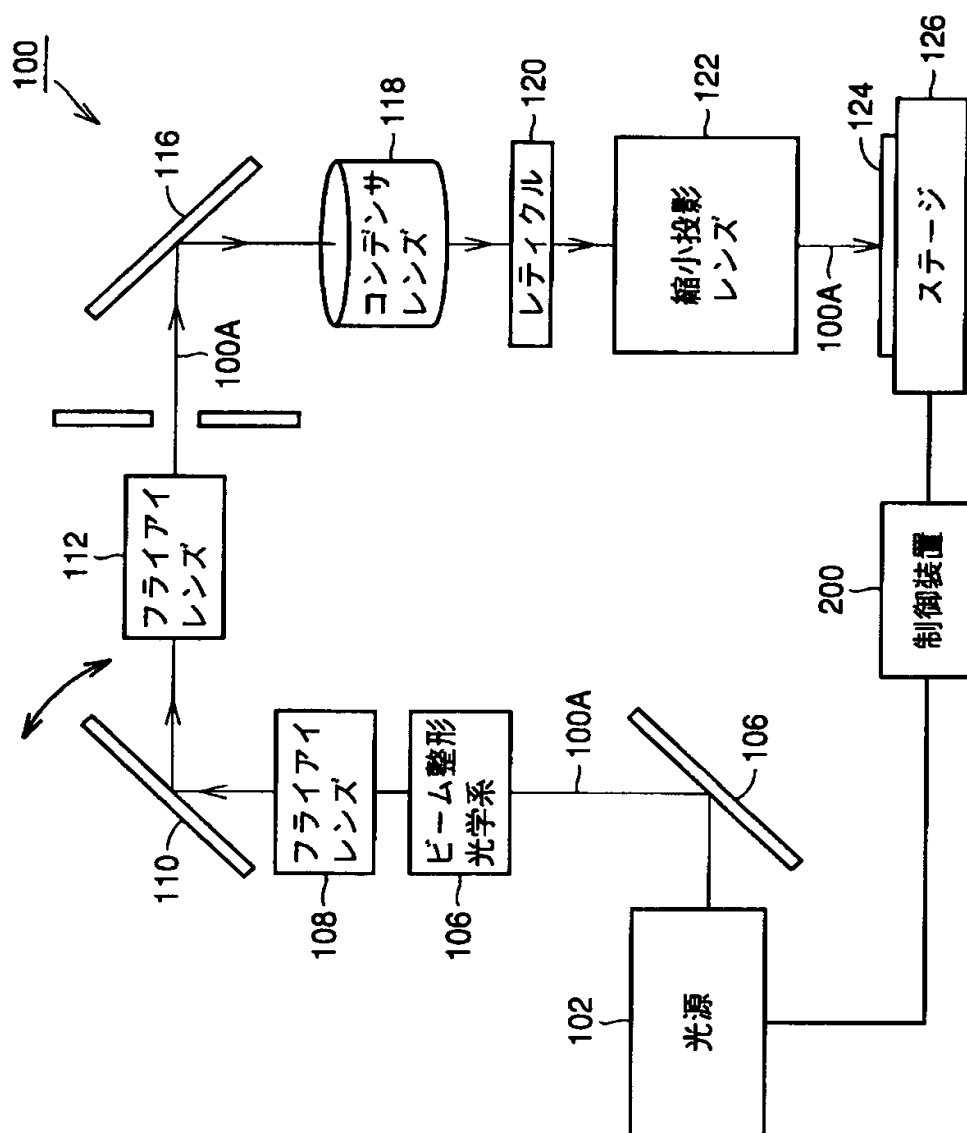 100
116
118
コンデンサ
レンズ
120
レティクル
122
縮小投影
レンズ
100A
124
126
ステージ
100A
112
フライアイ
レンズ
200
制御装置
110
108
フライアイ
レンズ
106
ビーム整形
光学系
100A
106
102
光源